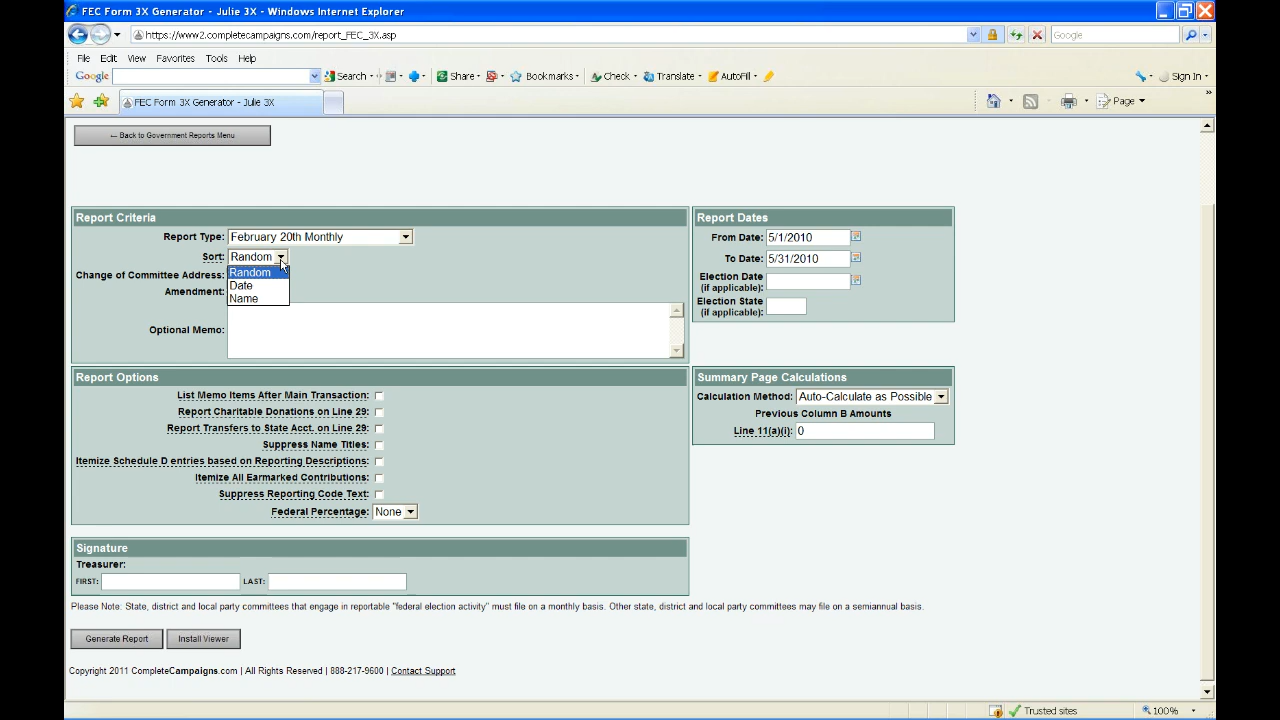 FEC Form 3X Generator - Julie 3X - Windows Internet Explorer
https://www2.completecampaigns.com/report_FEC_3X.asp
Google
File Edit View Favorites Tools Help
Google Search Share Bookmarks Check Translate AutoFill Sign In
FEC Form 3X Generator - Julie 3X
Page
← Back to Government Reports Menu
Report Criteria
Report Type: February 20th Monthly
Sort: Random
Random
Change of Committee Address:
Date
Amendment:
Name
Optional Memo:
Report Dates
From Date: 5/1/2010
To Date: 5/31/2010
Election Date
(if applicable):
Election State
(if applicable):
Report Options
List Memo Items After Main Transaction:
Report Charitable Donations on Line 29:
Report Transfers to State Acct. on Line 29:
Suppress Name Titles:
Itemize Schedule D entries based on Reporting Descriptions:
Itemize All Earmarked Contributions:
Suppress Reporting Code Text:
Federal Percentage: None
Summary Page Calculations
Calculation Method: Auto-Calculate as Possible
Previous Column B Amounts
Line 11(a)(i): 0
Signature
Treasurer:
FIRST: LAST:
Please Note: State, district and local party committees that engage in reportable "federal election activity" must file on a monthly basis. Other state, district and local party committees may file on a semiannual basis.
Generate Report Install Viewer
Copyright 2011 CompleteCampaigns.com | All Rights Reserved | 888-217-9600 | Contact Support
Trusted sites 100%